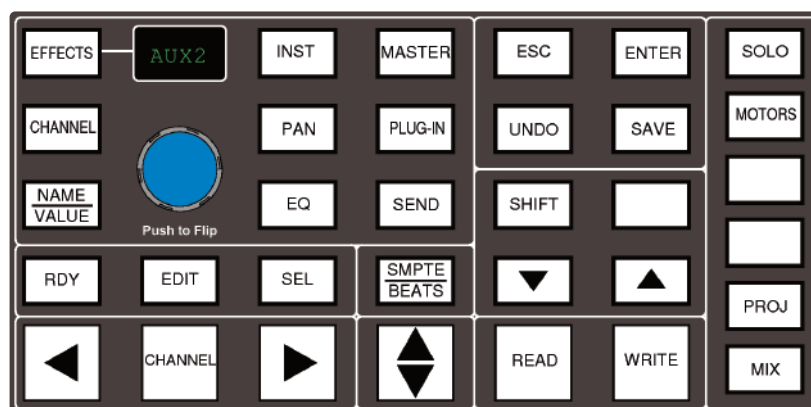 EFFECTS
AUX2
INST
MASTER
ESC
ENTER
SOLO
CHANNEL
PAN
PLUG-IN
UNDO
SAVE
MOTORS
NAME
VALUE
Push to Flip
EQ
SEND
SHIFT
RDY
EDIT
SEL
SMPTE
BEATS
PROJ
CHANNEL
READ
WRITE
MIX